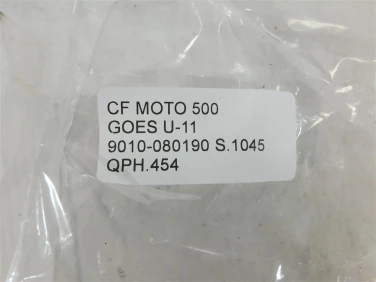 CF MOTO 500
GOES U-11
9010-080190 S.1045
QPH.454